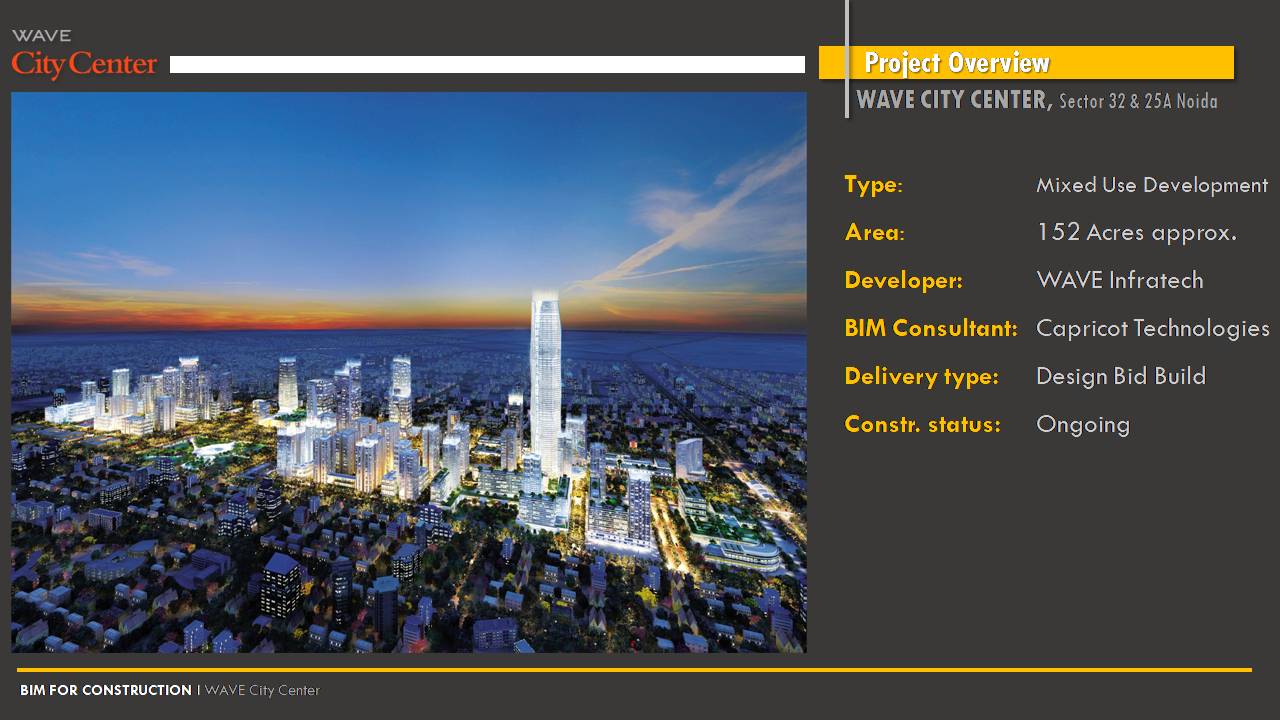 WAVE
City Center
Project Overview
WAVE CITY CENTER, Sector 32 & 25A Noida
Type: Mixed Use Development
Area: 152 Acres approx.
Developer: WAVE Infratech
BIM Consultant: Capricot Technologies
Delivery type: Design Bid Build
Constr. status: Ongoing
BIM FOR CONSTRUCTION | WAVE City Center